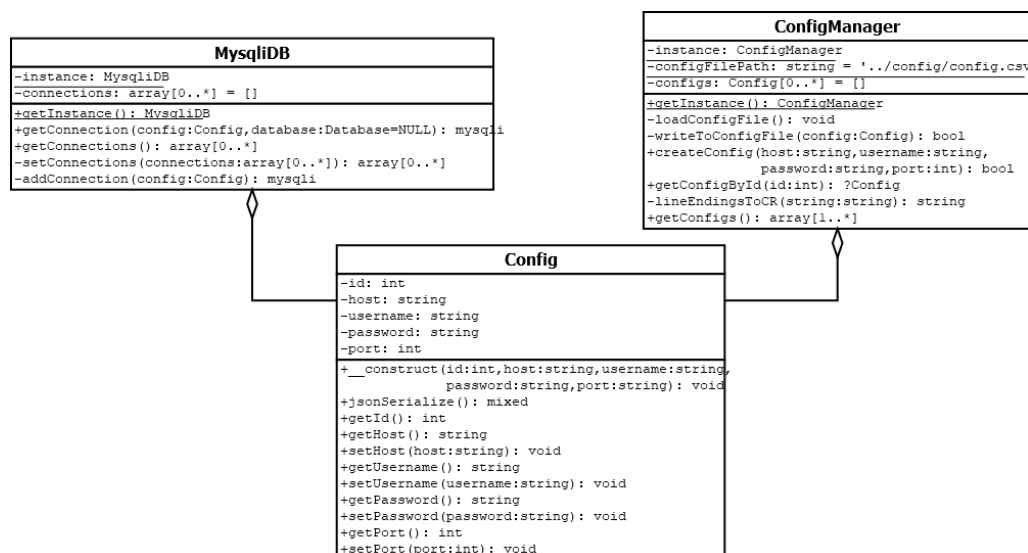 MysqliDB
-instance: MysqliDB
-connections: array[0..*] = []
+getInstance(): MysqliDB
+getConnection(config:Config,database:Database=NULL): mysqli
+getConnections(): array[0..*]
-setConnections(connections:array[0..*]): array[0..*]
-addConnection(config:Config): mysqli
ConfigManager
-instance: ConfigManager
-configFilePath: string = '../config/config.csv
-configs: Config[0..*] = []
+getInstance(): ConfigManager
-loadConfigFile(): void
-writeToConfigFile(config:Config): bool
+createConfig(host:string,username:string,
password:string,port:int): bool
+getConfigById(id:int): ?Config
-lineEndingsToCR(string:string): string
+getConfigs(): array[1..*]
Config
-id: int
-host: string
-username: string
-password: string
-port: int
+__construct(id:int,host:string,username:string,
password:string,port:string): void
+jsonSerialize(): mixed
+getId(): int
+getHost(): string
+setHost(host:string): void
+getUsername(): string
+setUsername(username:string): void
+getPassword(): string
+setPassword(password:string): void
+getPort(): int
+setPort(port:int): void